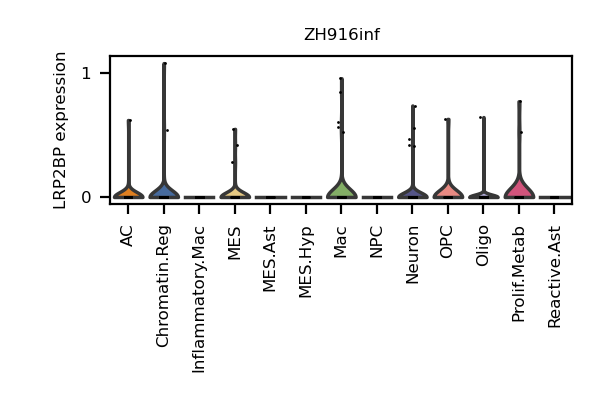 ZH916inf
LRP2BP expression
1
0
AC
Chromatin.Reg
Inflammatory.Mac
MES
MES.Ast
MES.Hyp
Mac
NPC
Neuron
OPC
Oligo
Prolif.Metab
Reactive.Ast